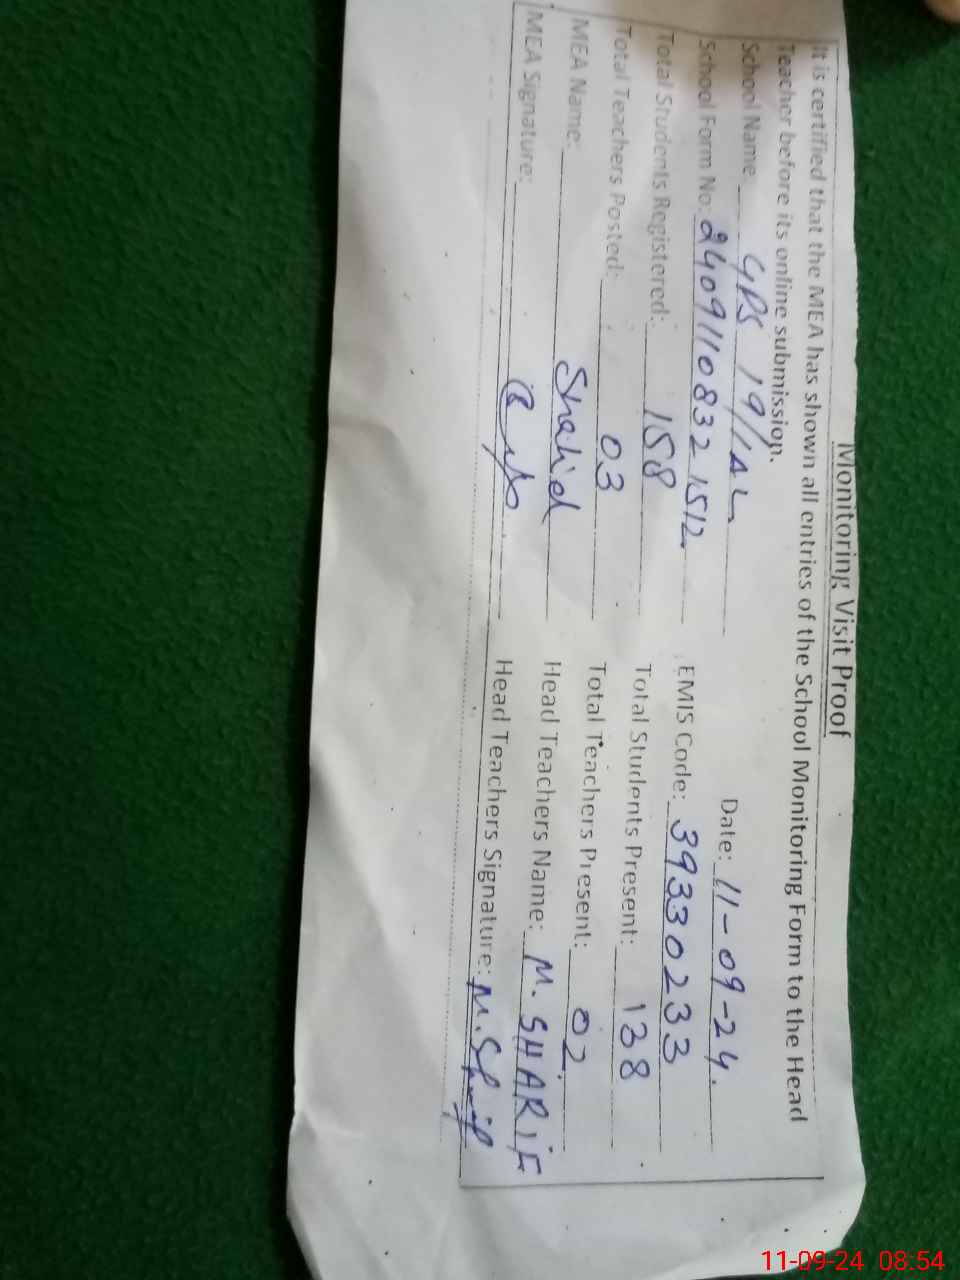 Monitoring Visit Proof
It is certified that the MEA has shown all entries of the School Monitoring Form to the Head
Teacher before its online submission.
School Name: GPS 19/1AL Date: 11-09-24.
School Form No: 24091108321512. EMIS Code: 39330233
Total Students Registered: 158 Total Students Present: 138
Total Teachers Posted: 03 Total Teachers Present: 02
MEA Name: Shahid Head Teachers Name: M. SHARiF
MEA Signature: Head Teachers Signature: M. Sharif
11-09-24 08:54